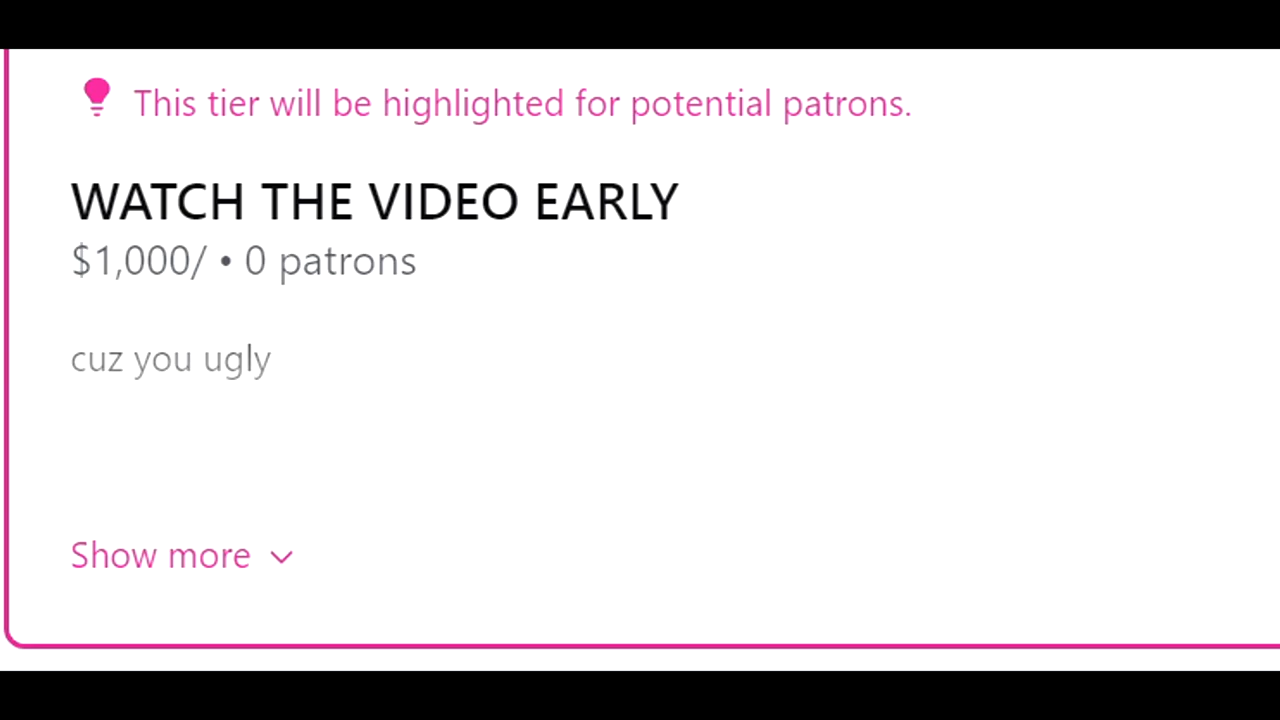 This tier will be highlighted for potential patrons.
WATCH THE VIDEO EARLY
$1,000/ • 0 patrons
cuz you ugly
Show more